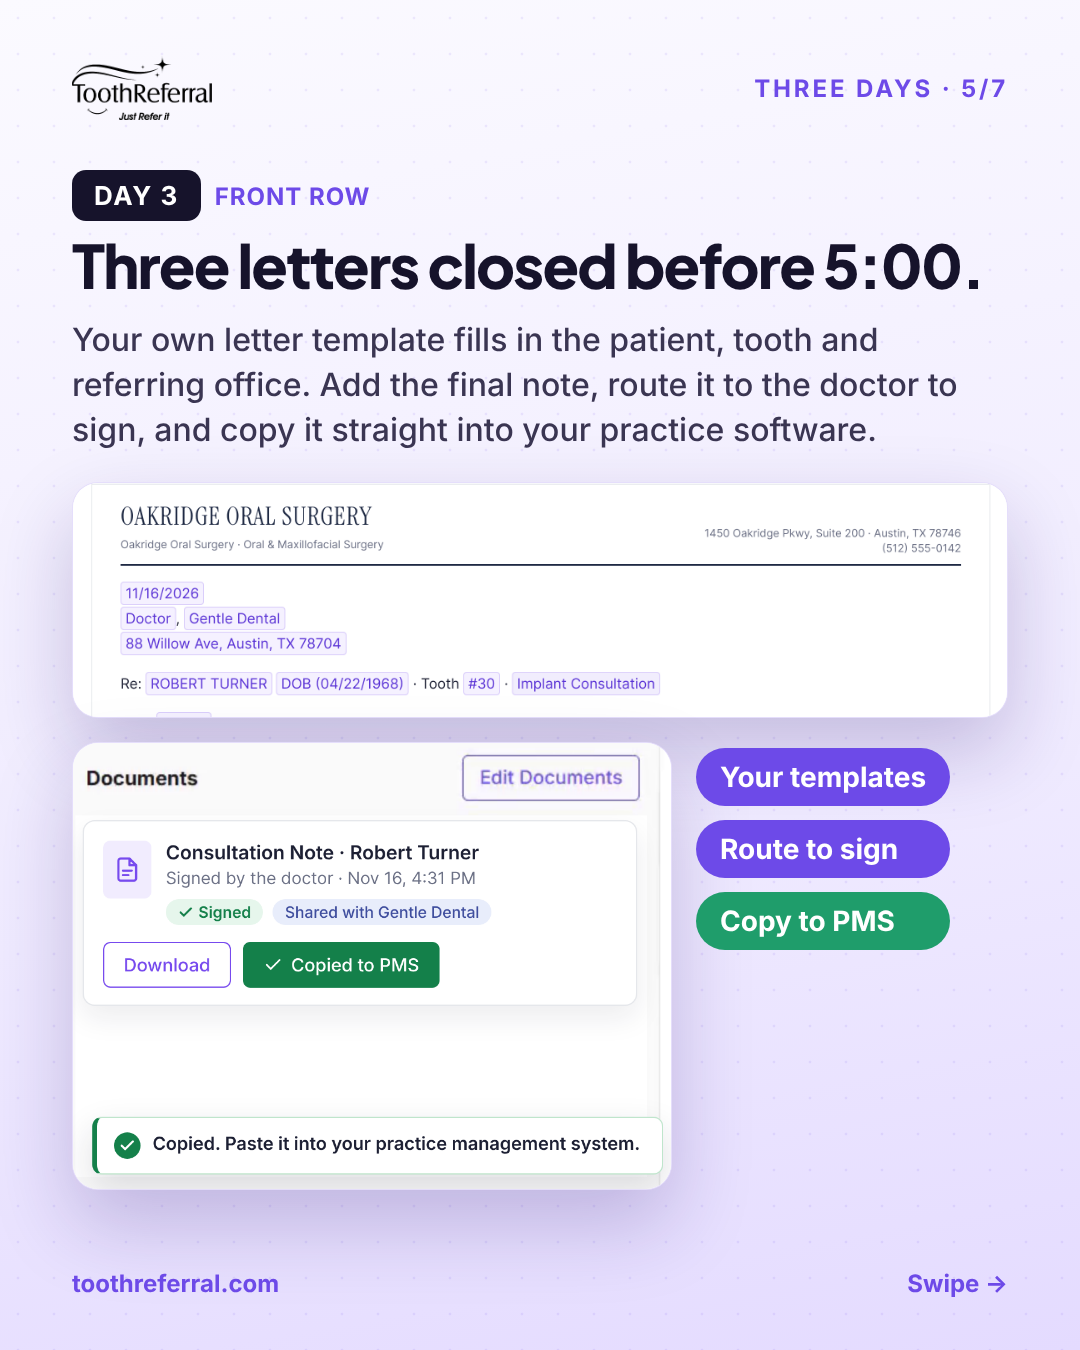 ToothReferral
Just Refer it
THREE DAYS · 5/7
DAY 3 FRONT ROW
Three letters closed before 5:00.
Your own letter template fills in the patient, tooth and
referring office. Add the final note, route it to the doctor to
sign, and copy it straight into your practice software.
OAKRIDGE ORAL SURGERY
Oakridge Oral Surgery · Oral & Maxillofacial Surgery
1450 Oakridge Pkwy, Suite 200 · Austin, TX 78746
(512) 555-0142
11/16/2026
Doctor, Gentle Dental
88 Willow Ave, Austin, TX 78704
Re: ROBERT TURNER DOB (04/22/1968) · Tooth #30 · Implant Consultation
Documents
Edit Documents
Consultation Note · Robert Turner
Signed by the doctor · Nov 16, 4:31 PM
Signed
Shared with Gentle Dental
Download
Copied to PMS
Copied. Paste it into your practice management system.
Your templates
Route to sign
Copy to PMS
toothreferral.com
Swipe →